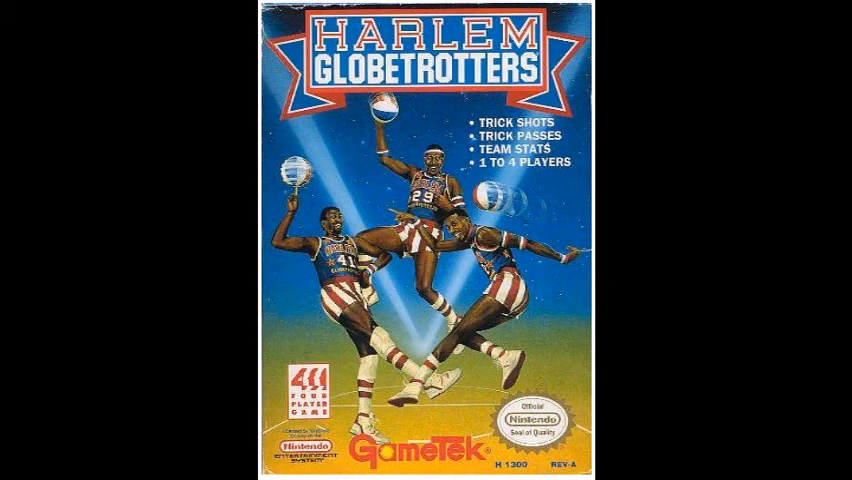 HARLEM
GLOBETROTTERS
• TRICK SHOTS
• TRICK PASSES
• TEAM STATS
• 1 TO 4 PLAYERS
29
41
FOUR
PLAYER
GAME
Nintendo
ENTERTAINMENT
SYSTEM
GAMETEK®
Official
Nintendo
Seal of Quality
H 1300 REV-A